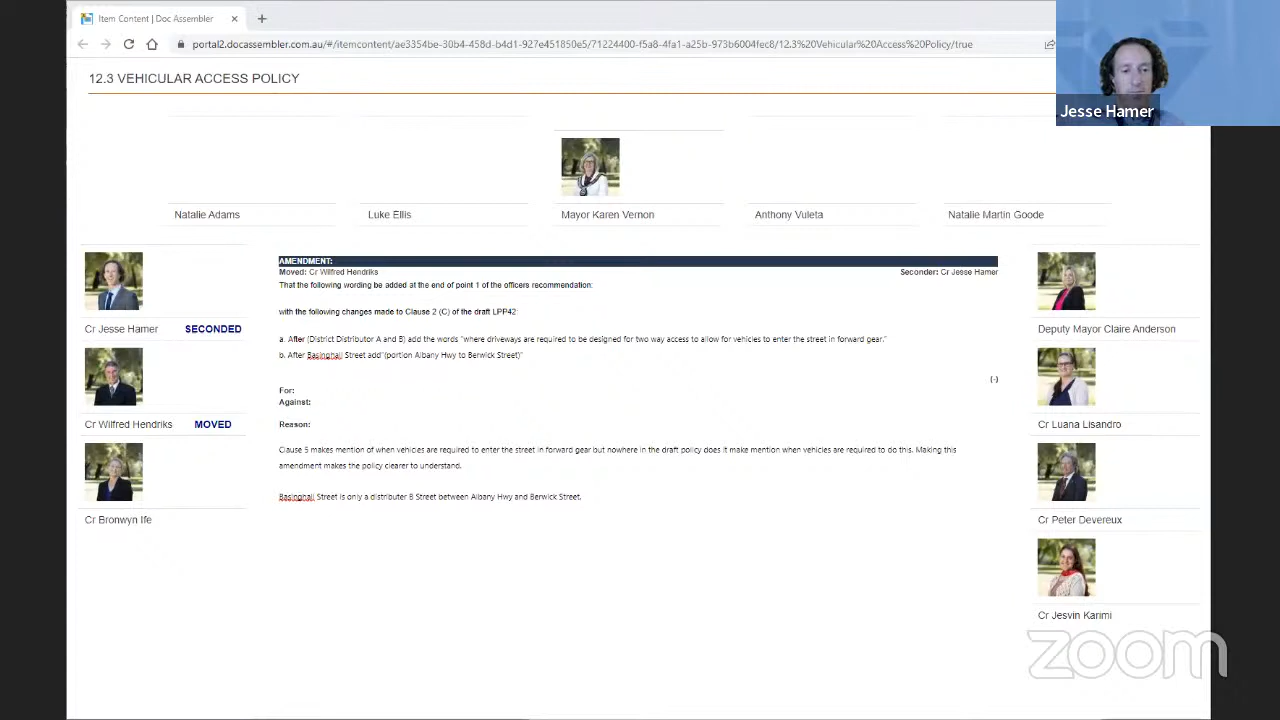 Item Content | Doc Assembler
portal2.docassembler.com.au/#/itemcontent/ae3354be-30b4-458d-b4d1-927e451850e5/71224400-f5a8-4fa1-a25b-973b6004fec8/12.3%20Vehicular%20Access%20Policy/true
Jesse Hamer
12.3 VEHICULAR ACCESS POLICY
Natalie Adams
Luke Ellis
Mayor Karen Vernon
Anthony Vuleta
Natalie Martin Goode
Cr Jesse Hamer SECONDED
Cr Wilfred Hendriks MOVED
Cr Bronwyn Ife
AMENDMENT:
Moved: Cr Wilfred Hendriks Seconder: Cr Jesse Hamer
That the following wording be added at the end of point 1 of the officers recommendation:
with the following changes made to Clause 2 (C) of the draft LPP42:
a. After (District Distributor A and B) add the words "where driveways are required to be designed for two way access to allow for vehicles to enter the street in forward gear."
b. After Basinghall Street add"(portion Albany Hwy to Berwick Street)"
(-)
For:
Against:
Reason:
Clause 5 makes mention of when vehicles are required to enter the street in forward gear but nowhere in the draft policy does it make mention when vehicles are required to do this. Making this
amendment makes the policy clearer to understand.
Basinghall Street is only a distributer B Street between Albany Hwy and Berwick Street.
Deputy Mayor Claire Anderson
Cr Luana Lisandro
Cr Peter Devereux
Cr Jesvin Karimi
zoom